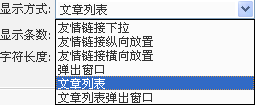 显示方式: 文章列表
显示条数: 友情链接下拉
友情链接纵向放置
字符长度: 友情链接横向放置
弹出窗口
文章列表
文章列表弹出窗口